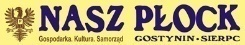 NASZ PŁOCK
Gospodarka, Kultura, Samorząd
GOSTYNIN - SIERPC